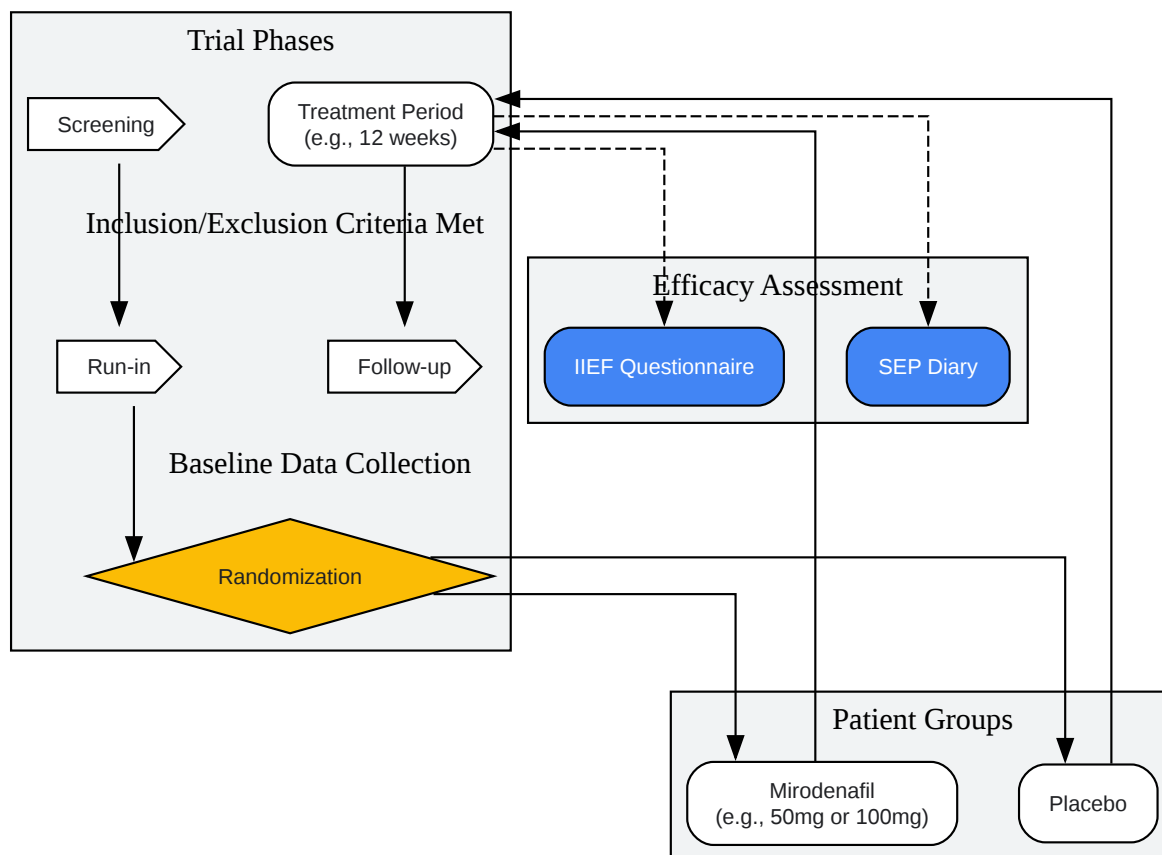 Trial Phases
Screening
Treatment Period
(e.g., 12 weeks)
Inclusion/Exclusion Criteria Met
Efficacy Assessment
Run-in
Follow-up
IIEF Questionnaire
SEP Diary
Baseline Data Collection
Randomization
Patient Groups
Mirodenafil
(e.g., 50mg or 100mg)
Placebo